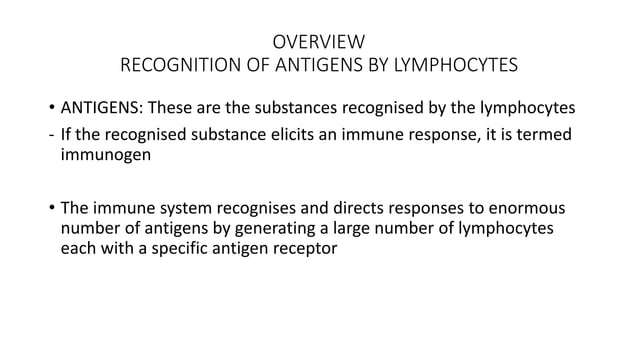 OVERVIEW
RECOGNITION OF ANTIGENS BY LYMPHOCYTES
• ANTIGENS: These are the substances recognised by the lymphocytes
- If the recognised substance elicits an immune response, it is termed
immunogen
• The immune system recognises and directs responses to enormous
number of antigens by generating a large number of lymphocytes
each with a specific antigen receptor